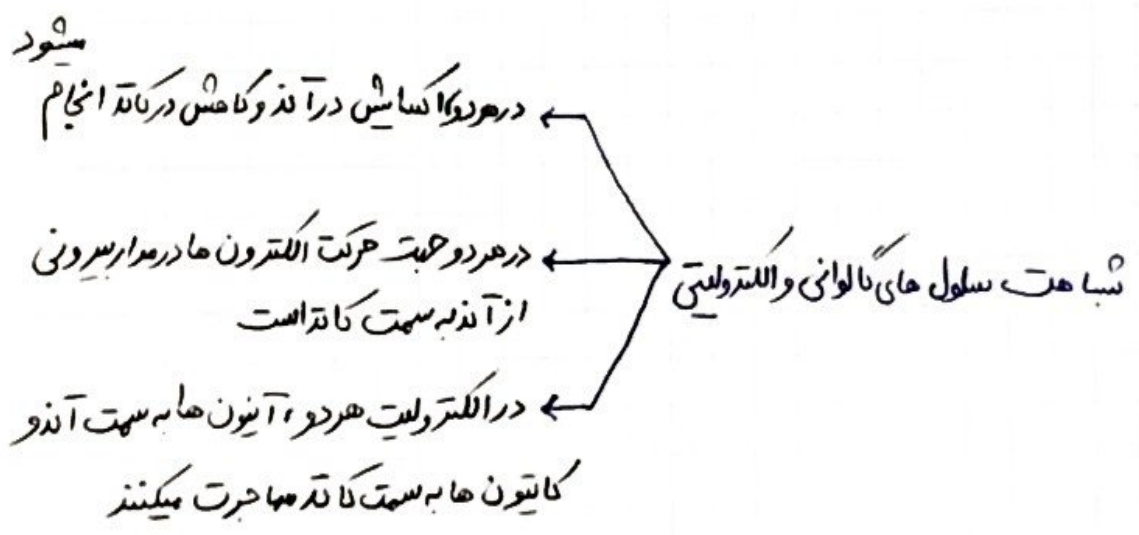 شباهت سلول های گالوانی و الکترولیتی
در هر دو اکسایش در آند و کاهش در کاتد انجام
میشود
در هر دو جهت حرکت الکترون ها در مدار بیرونی
از آند به سمت کاتد است
در الکترولیت هر دو، آنیون ها به سمت آند و
کاتیون ها به سمت کاتد مهاجرت میکنند